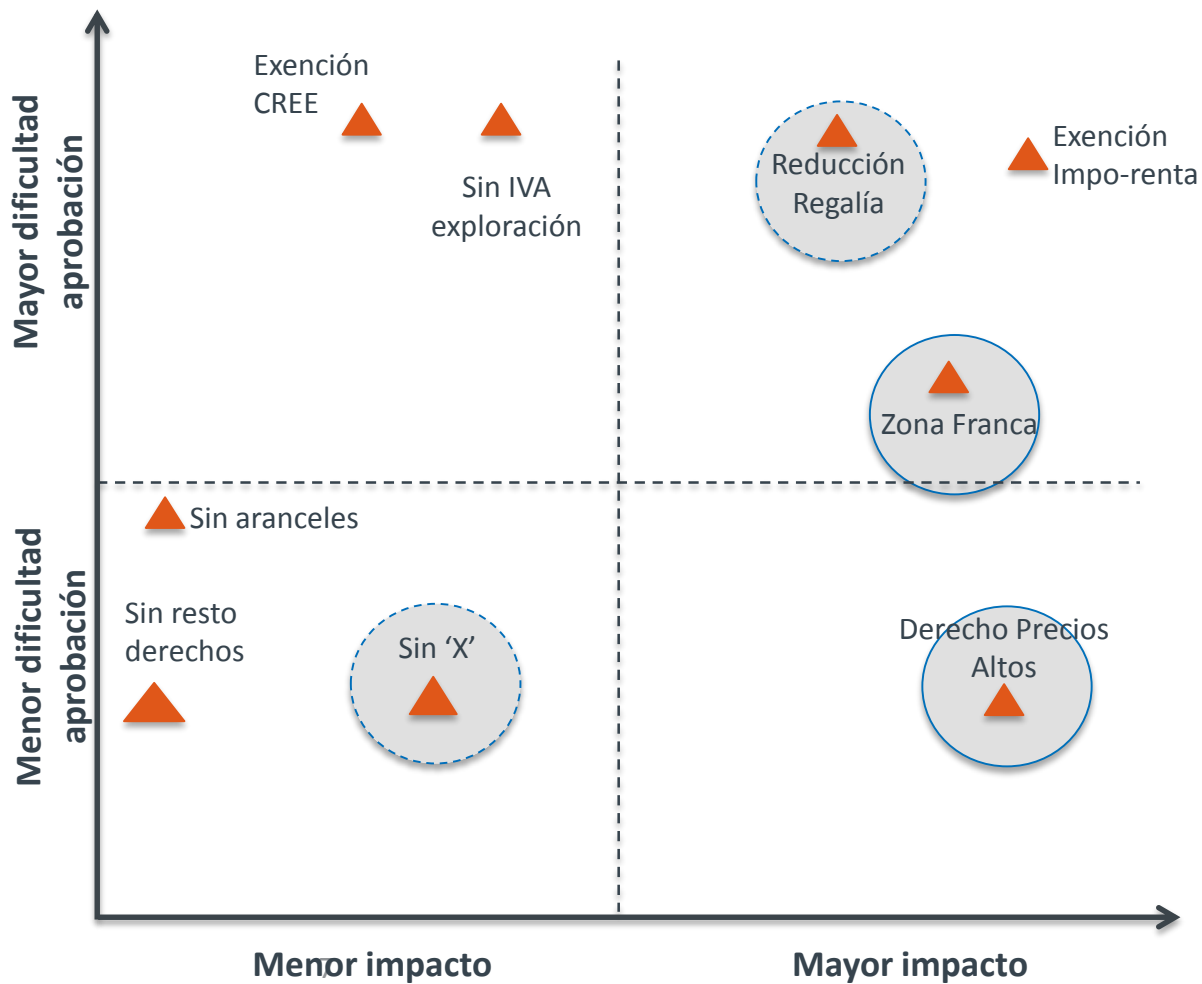 Mayor dificultad
aprobación
Menor dificultad
aprobación
Exención
CREE
Sin IVA
exploración
Reducción
Regalía
Exención
Impo-renta
Zona Franca
Sin aranceles
Sin resto
derechos
Sin ‘X’
Derecho Precios
Altos
Menor impacto
7
Mayor impacto